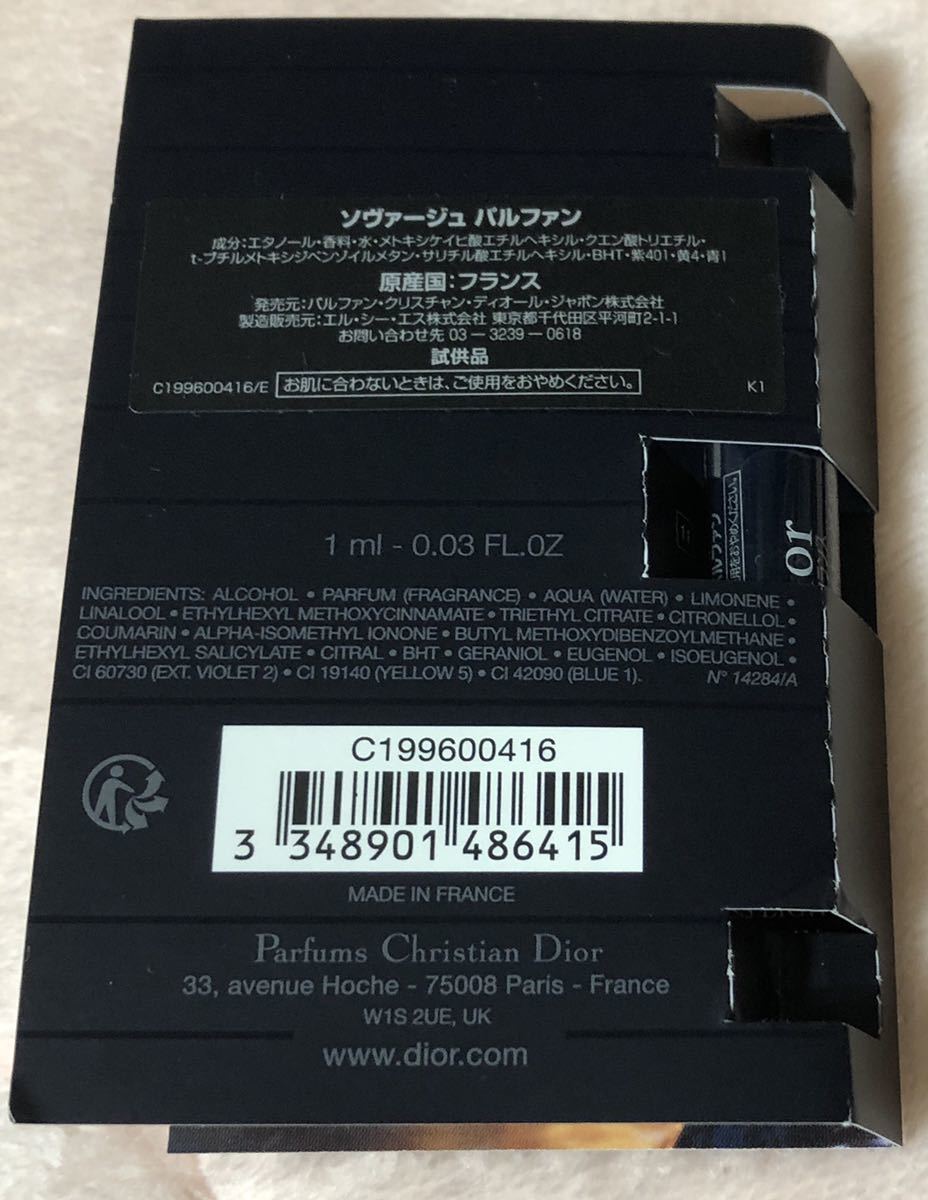 ソヴァージュ パルファン
成分:エタノール・香料・水・メトキシケイヒ酸エチルヘキシル・クエン酸トリエチル・
t-ブチルメトキシジベンゾイルメタン・サリチル酸エチルヘキシル・BHT・紫401・黄4・青1
原産国:フランス
発売元:パルファン・クリスチャン・ディオール・ジャポン株式会社
製造販売元:エル・シー・エス株式会社 東京都千代田区平河町2-1-1
お問い合わせ先 03-3239-0618
試供品
C199600416/E お肌に合わないときは、ご使用をおやめください。 K1
or
1 ml - 0.03 FL.OZ
INGREDIENTS: ALCOHOL • PARFUM (FRAGRANCE) • AQUA (WATER) • LIMONENE •
LINALOOL • ETHYLHEXYL METHOXYCINNAMATE • TRIETHYL CITRATE • CITRONELLOL •
COUMARIN • ALPHA-ISOMETHYL IONONE • BUTYL METHOXYDIBENZOYLMETHANE •
ETHYLHEXYL SALICYLATE • CITRAL • BHT • GERANIOL • EUGENOL • ISOEUGENOL •
CI 60730 (EXT. VIOLET 2) • CI 19140 (YELLOW 5) • CI 42090 (BLUE 1). N° 14284/A
C199600416
3 348901 486415
MADE IN FRANCE
Parfums Christian Dior
33, avenue Hoche - 75008 Paris - France
W1S 2UE, UK
www.dior.com